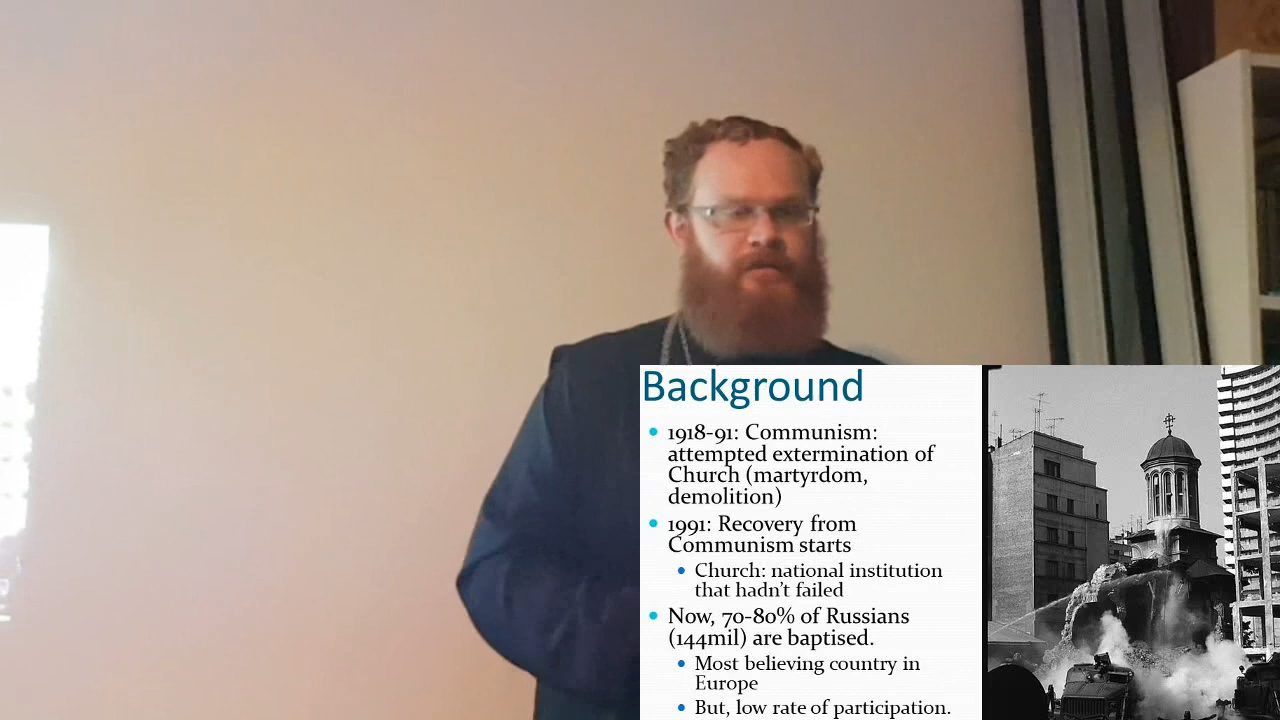 Background
1918-91: Communism:
attempted extermination of
Church (martyrdom,
demolition)
1991: Recovery from
Communism starts
Church: national institution
that hadn't failed
Now, 70-80% of Russians
(144mil) are baptised.
Most believing country in
Europe
But, low rate of participation.